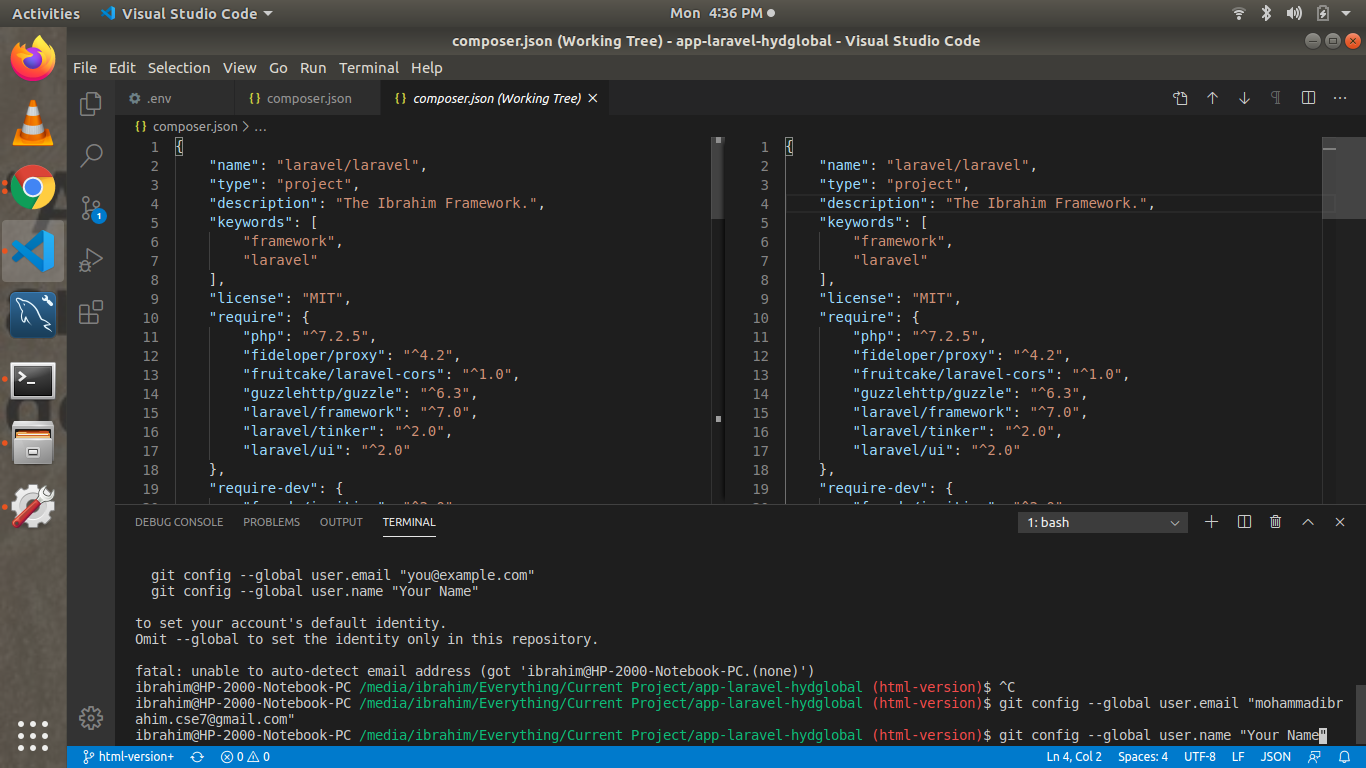 Activities
Visual Studio Code
Mon 4:36 PM
composer.json (Working Tree) - app-laravel-hydglobal - Visual Studio Code
File Edit Selection View Go Run Terminal Help
.env
{} composer.json
{} composer.json (Working Tree) ×
{} composer.json > ...
1 {
2 "name": "laravel/laravel",
3 "type": "project",
4 "description": "The Ibrahim Framework.",
5 "keywords": [
6 "framework",
7 "laravel"
8 ],
9 "license": "MIT",
10 "require": {
11 "php": "^7.2.5",
12 "fideloper/proxy": "^4.2",
13 "fruitcake/laravel-cors": "^1.0",
14 "guzzlehttp/guzzle": "^6.3",
15 "laravel/framework": "^7.0",
16 "laravel/tinker": "^2.0",
17 "laravel/ui": "^2.0"
18 },
19 "require-dev": {
1 {
2 "name": "laravel/laravel",
3 "type": "project",
4 "description": "The Ibrahim Framework.",
5 "keywords": [
6 "framework",
7 "laravel"
8 ],
9 "license": "MIT",
10 "require": {
11 "php": "^7.2.5",
12 "fideloper/proxy": "^4.2",
13 "fruitcake/laravel-cors": "^1.0",
14 "guzzlehttp/guzzle": "^6.3",
15 "laravel/framework": "^7.0",
16 "laravel/tinker": "^2.0",
17 "laravel/ui": "^2.0"
18 },
19 "require-dev": {
1
DEBUG CONSOLE PROBLEMS OUTPUT TERMINAL
1: bash
git config --global user.email "you@example.com"
git config --global user.name "Your Name"
to set your account's default identity.
Omit --global to set the identity only in this repository.
fatal: unable to auto-detect email address (got 'ibrahim@HP-2000-Notebook-PC.(none)')
ibrahim@HP-2000-Notebook-PC /media/ibrahim/Everything/Current Project/app-laravel-hydglobal (html-version)$ ^C
ibrahim@HP-2000-Notebook-PC /media/ibrahim/Everything/Current Project/app-laravel-hydglobal (html-version)$ git config --global user.email "mohammadibr
ahim.cse7@gmail.com"
ibrahim@HP-2000-Notebook-PC /media/ibrahim/Everything/Current Project/app-laravel-hydglobal (html-version)$ git config --global user.name "Your Name"
html-version+ 0 0 Ln 4, Col 2 Spaces: 4 UTF-8 LF JSON